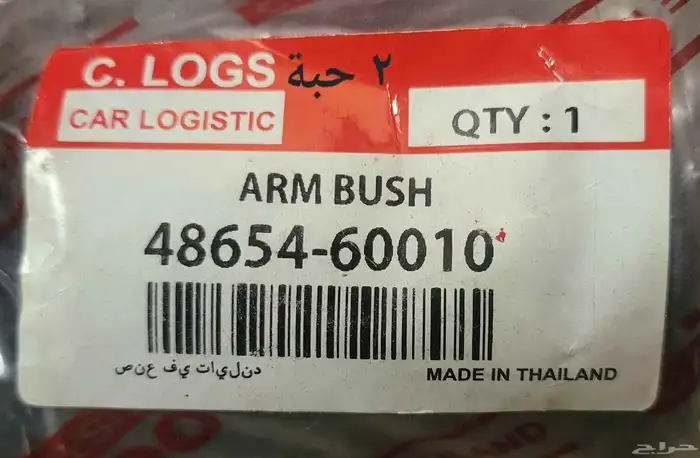 C. LOGS ٢ حبة
CAR LOGISTIC
QTY : 1
ARM BUSH
48654-60010
صنع في تايلند
MADE IN THAILAND
حراج